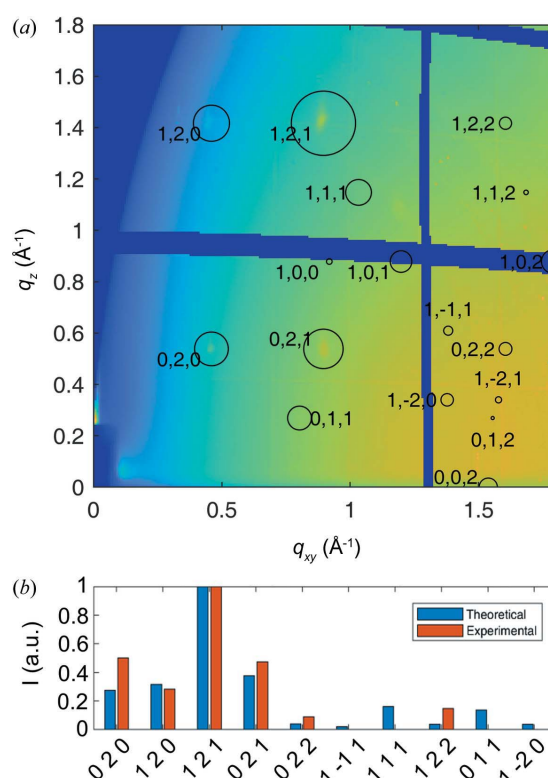 (a)
1.8
1.6
1.4
1.2
1
0.8
0.6
0.4
0.2
0
q_z (Å⁻¹)
1,2,0
1,2,1
1,2,2
1,1,1
1,1,2
1,0,0
1,0,1
1,0,2
1,-1,1
0,2,0
0,2,1
0,2,2
1,-2,1
1,-2,0
0,1,1
0,1,2
0,0,2
0
0.5
1
1.5
q_xy (Å⁻¹)
(b)
I (a.u.)
1
0.8
0.6
0.4
0.2
0
Theoretical
Experimental
0 2 0
1 2 0
1 2 1
0 2 1
0 2 2
1 -1 1
1 1 1
1 2 2
0 1 1
1 -2 0